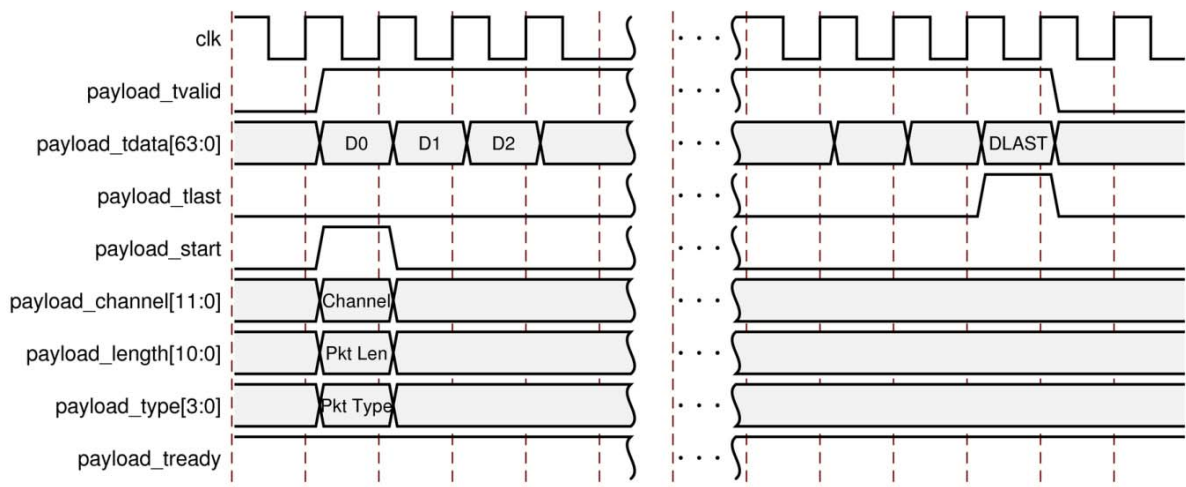 clk
. . .
payload_tvalid
. . .
payload_tdata[63:0] D0 D1 D2 . . . DLAST
payload_tlast
. . .
payload_start
. . .
payload_channel[11:0] Channel . . .
payload_length[10:0] Pkt Len . . .
payload_type[3:0] Pkt Type . . .
payload_tready
. . .